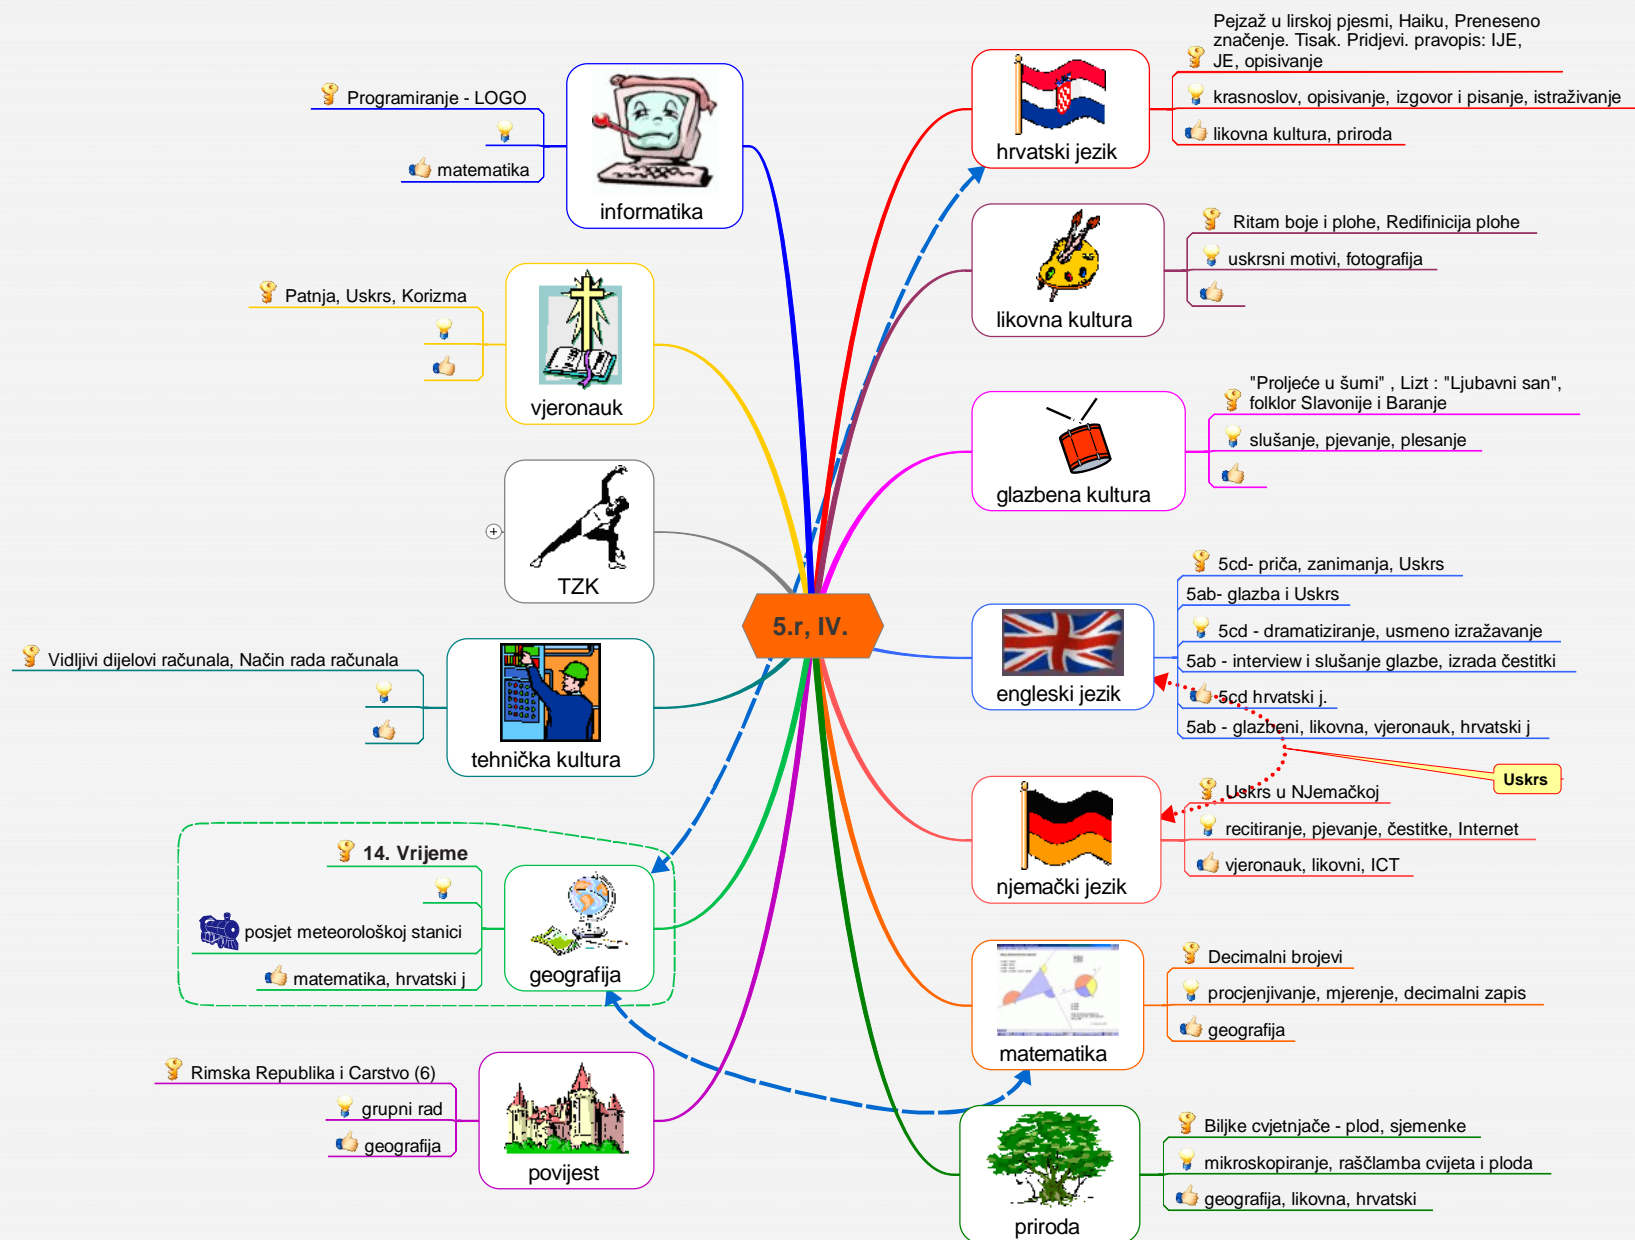 5.r, IV.
Pejzaž u lirskoj pjesmi, Haiku, Preneseno
značenje. Tisak. Pridjevi. pravopis: IJE,
JE, opisivanje
krasnoslov, opisivanje, izgovor i pisanje, istraživanje
likovna kultura, priroda
hrvatski jezik
Ritam boje i plohe, Redifinicija plohe
uskrsni motivi, fotografija
likovna kultura
"Proljeće u šumi" , Lizt : "Ljubavni san",
folklor Slavonije i Baranje
slušanje, pjevanje, plesanje
glazbena kultura
5cd- priča, zanimanja, Uskrs
5ab- glazba i Uskrs
5cd - dramatiziranje, usmeno izražavanje
5ab - interview i slušanje glazbe, izrada čestitki
5cd hrvatski j.
5ab - glazbeni, likovna, vjeronauk, hrvatski j
engleski jezik
Uskrs
Uskrs u NJemačkoj
recitiranje, pjevanje, čestitke, Internet
vjeronauk, likovni, ICT
njemački jezik
Decimalni brojevi
procjenjivanje, mjerenje, decimalni zapis
geografija
matematika
Biljke cvjetnjače - plod, sjemenke
mikroskopiranje, raščlamba cvijeta i ploda
geografija, likovna, hrvatski
priroda
Programiranje - LOGO
matematika
informatika
Patnja, Uskrs, Korizma
vjeronauk
TZK
Vidljivi dijelovi računala, Način rada računala
tehnička kultura
14. Vrijeme
posjet meteorološkoj stanici
matematika, hrvatski j
geografija
Rimska Republika i Carstvo (6)
grupni rad
geografija
povijest